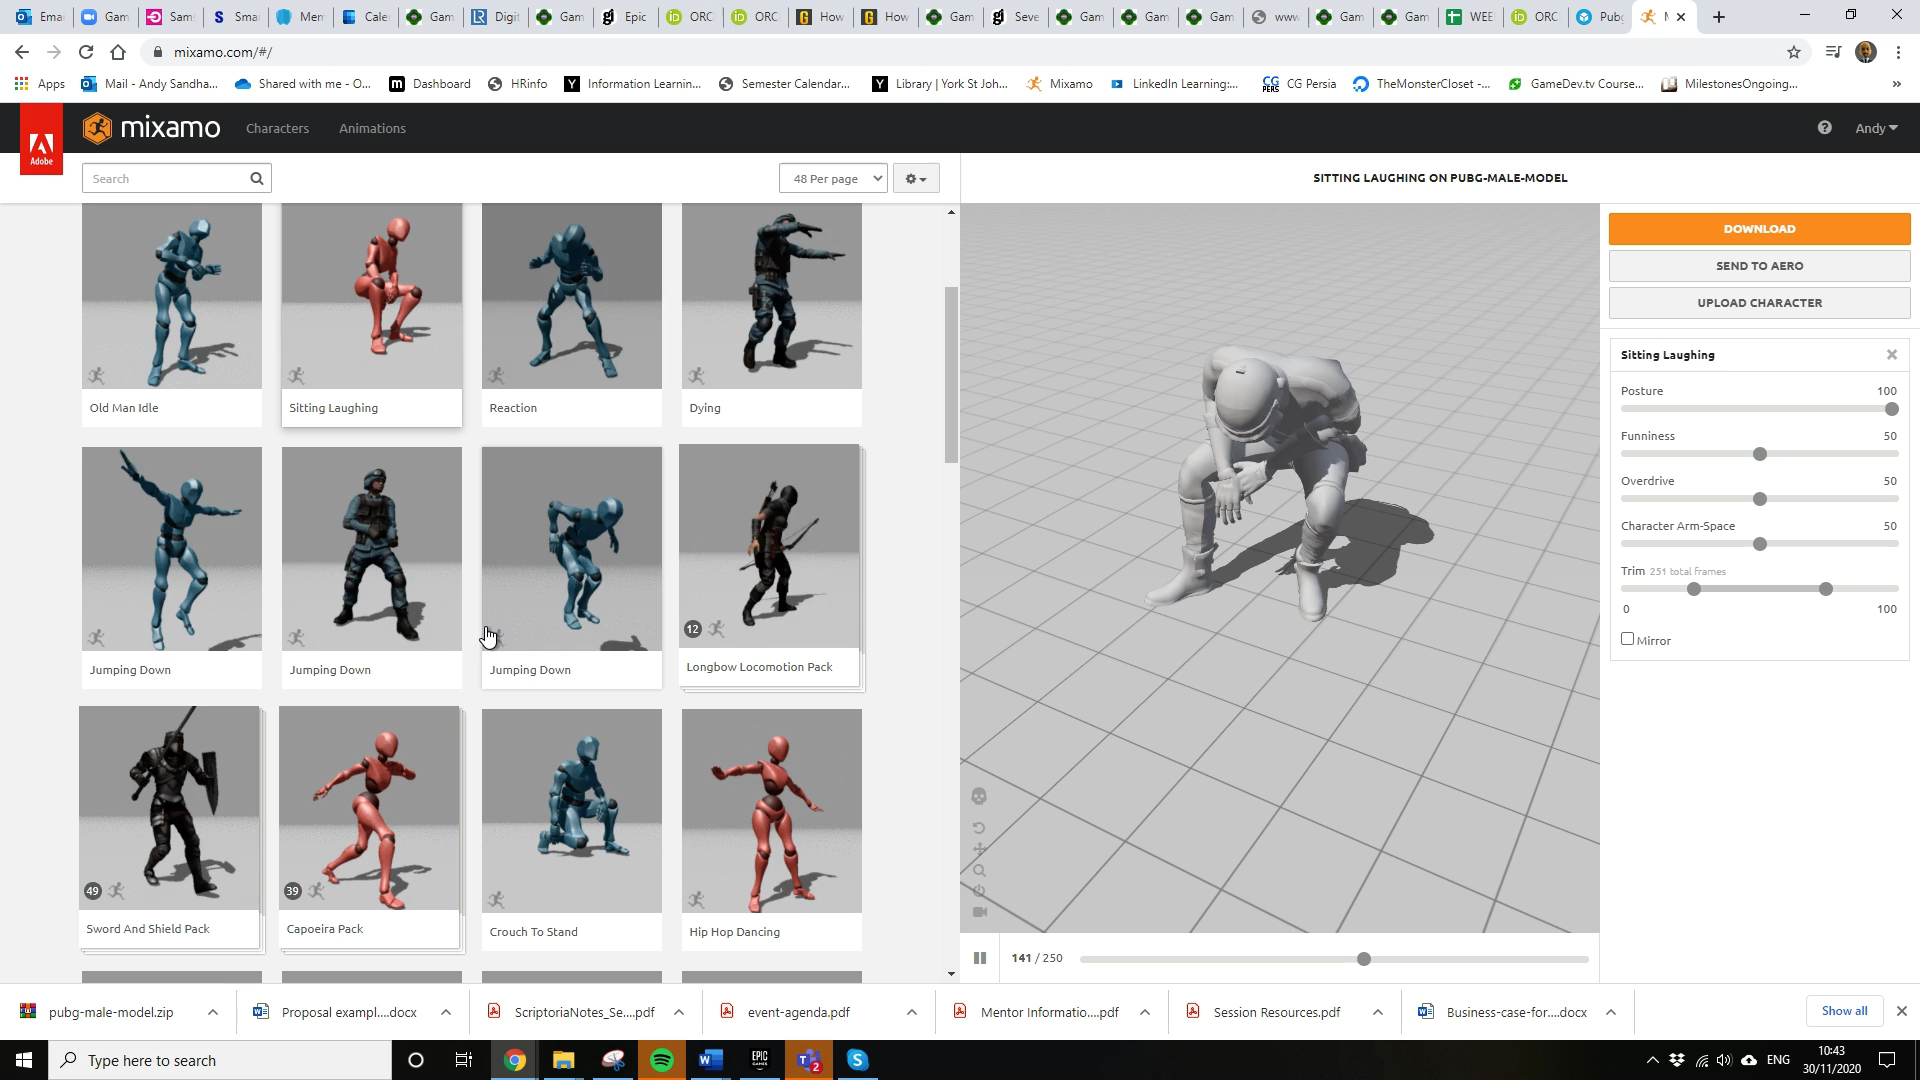 Emai
Gam
Sam
Smar
Men
Cale
Gam
Digit
Gam
Epic
ORC
ORC
How
How
Gam
Seve
Gam
Gam
Gam
www
Gam
Gam
WEE
ORC
Pubg
mixamo.com/#/
Apps
Mail - Andy Sandha...
Shared with me - O...
Dashboard
HRinfo
Information Learnin...
Semester Calendar...
Library | York St Joh...
Mixamo
LinkedIn Learning:...
CG Persia
TheMonsterCloset -...
GameDev.tv Course...
MilestonesOngoing...
»
Adobe
mixamo
Characters
Animations
Andy
Search
48 Per page
SITTING LAUGHING ON PUBG-MALE-MODEL
Old Man Idle
Sitting Laughing
Reaction
Dying
Jumping Down
Jumping Down
Jumping Down
12
Longbow Locomotion Pack
49
Sword And Shield Pack
39
Capoeira Pack
Crouch To Stand
Hip Hop Dancing
141 / 250
DOWNLOAD
SEND TO AERO
UPLOAD CHARACTER
Sitting Laughing
Posture 100
Funniness 50
Overdrive 50
Character Arm-Space 50
Trim 251 total frames
0 100
Mirror
pubg-male-model.zip
Proposal exampl....docx
ScriptoriaNotes_Se....pdf
event-agenda.pdf
Mentor Informatio....pdf
Session Resources.pdf
Business-case-for....docx
Show all
Type here to search
EPIC
GAMES
2
ENG
10:43
30/11/2020